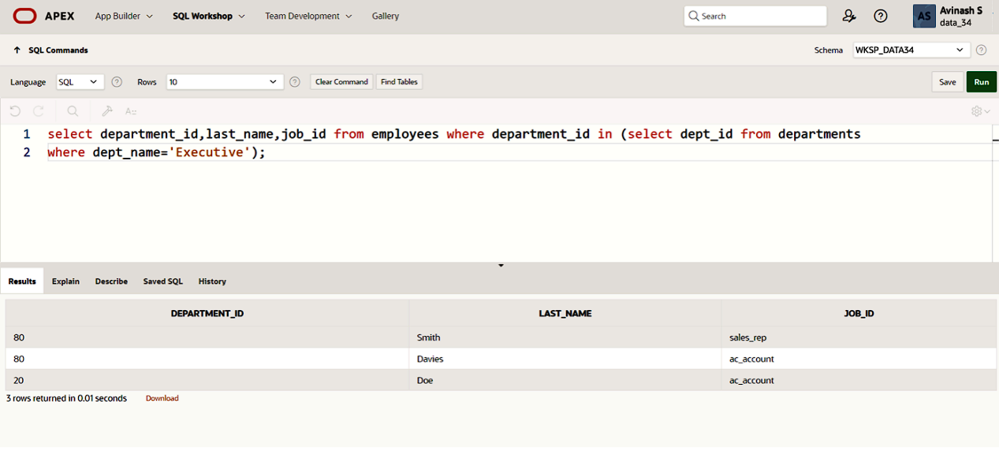 APEX App Builder SQL Workshop Team Development Gallery Search AS Avinash S
data_34
SQL Commands Schema WKSP_DATA34
Language SQL Rows 10 Clear Command Find Tables Save Run
1 select department_id,last_name,job_id from employees where department_id in (select dept_id from departments
2 where dept_name='Executive');
Results Explain Describe Saved SQL History
DEPARTMENT_ID LAST_NAME JOB_ID
80 Smith sales_rep
80 Davies ac_account
20 Doe ac_account
3 rows returned in 0.01 seconds Download